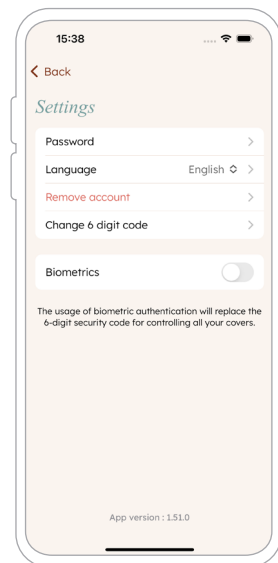 15:38
Back
Settings
Password
Language English
Remove account
Change 6 digit code
Biometrics
The usage of biometric authentication will replace the
6-digit security code for controlling all your covers.
App version : 1.51.0